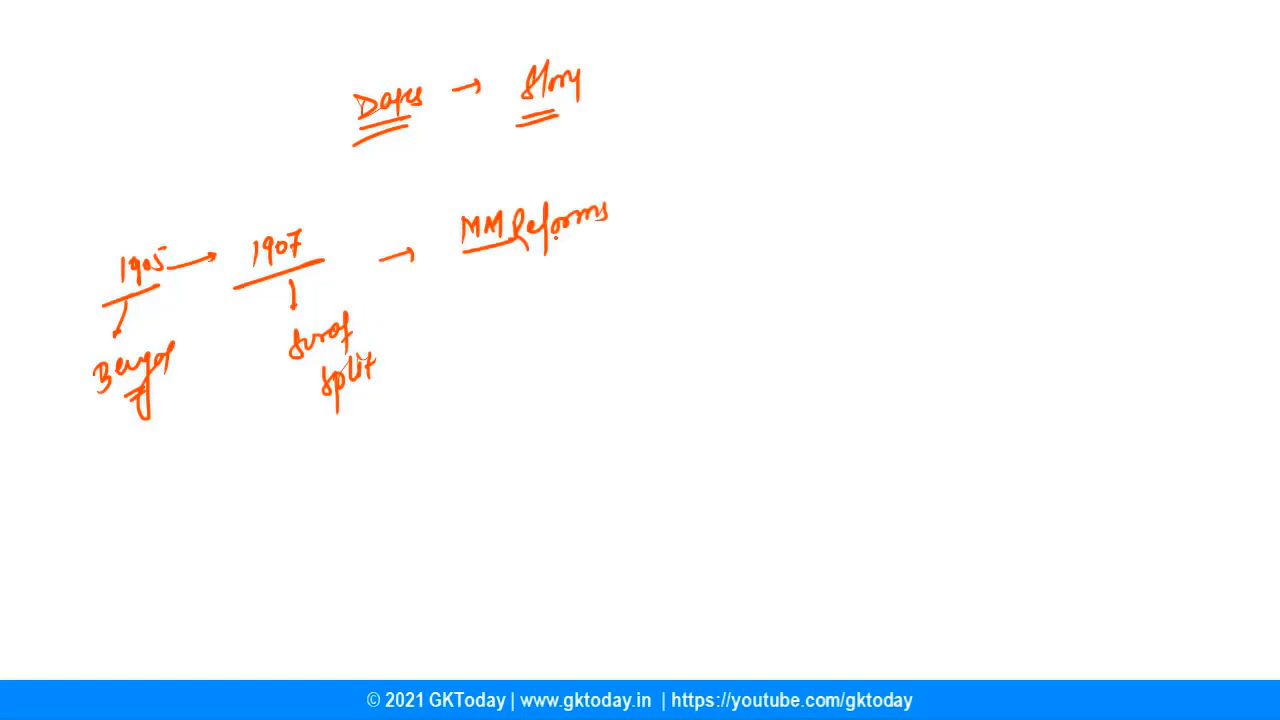 Dates → Story
1905 → 1907 → MM Reforms
Bengal
Surat
Split
© 2021 GKToday | www.gktoday.in | https://youtube.com/gktoday